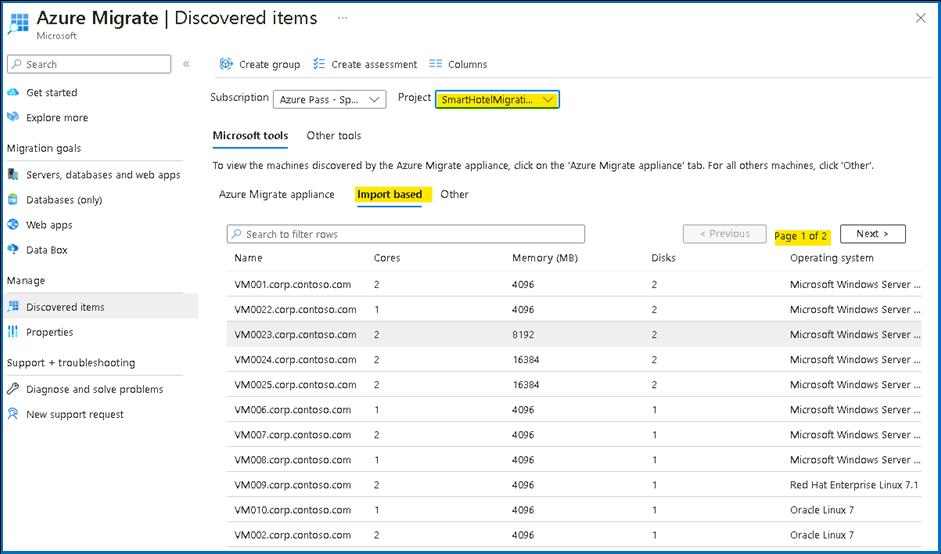 Azure Migrate | Discovered items ...
Microsoft
Search «
Get started
Explore more
Migration goals
Servers, databases and web apps
Databases (only)
Web apps
Data Box
Manage
Discovered items
Properties
Support + troubleshooting
Diagnose and solve problems
New support request
Create group Create assessment Columns
Subscription Azure Pass - Sp... Project SmartHotelMigrati...
Microsoft tools Other tools
To view the machines discovered by the Azure Migrate appliance, click on the 'Azure Migrate appliance' tab. For all others machines, click 'Other'.
Azure Migrate appliance Import based Other
Search to filter rows < Previous Page 1 of 2 Next >
Name Cores Memory (MB) Disks Operating system
VM001.corp.contoso.com 2 4096 2 Microsoft Windows Server ...
VM0022.corp.contoso.com 1 4096 2 Microsoft Windows Server ...
VM0023.corp.contoso.com 2 8192 2 Microsoft Windows Server ...
VM0024.corp.contoso.com 2 16384 2 Microsoft Windows Server ...
VM0025.corp.contoso.com 2 16384 2 Microsoft Windows Server ...
VM006.corp.contoso.com 1 4096 1 Microsoft Windows Server ...
VM007.corp.contoso.com 2 4096 1 Microsoft Windows Server ...
VM008.corp.contoso.com 1 4096 1 Microsoft Windows Server ...
VM009.corp.contoso.com 2 4096 1 Red Hat Enterprise Linux 7.1
VM010.corp.contoso.com 1 4096 1 Oracle Linux 7
VM002.corp.contoso.com 2 4096 1 Oracle Linux 7